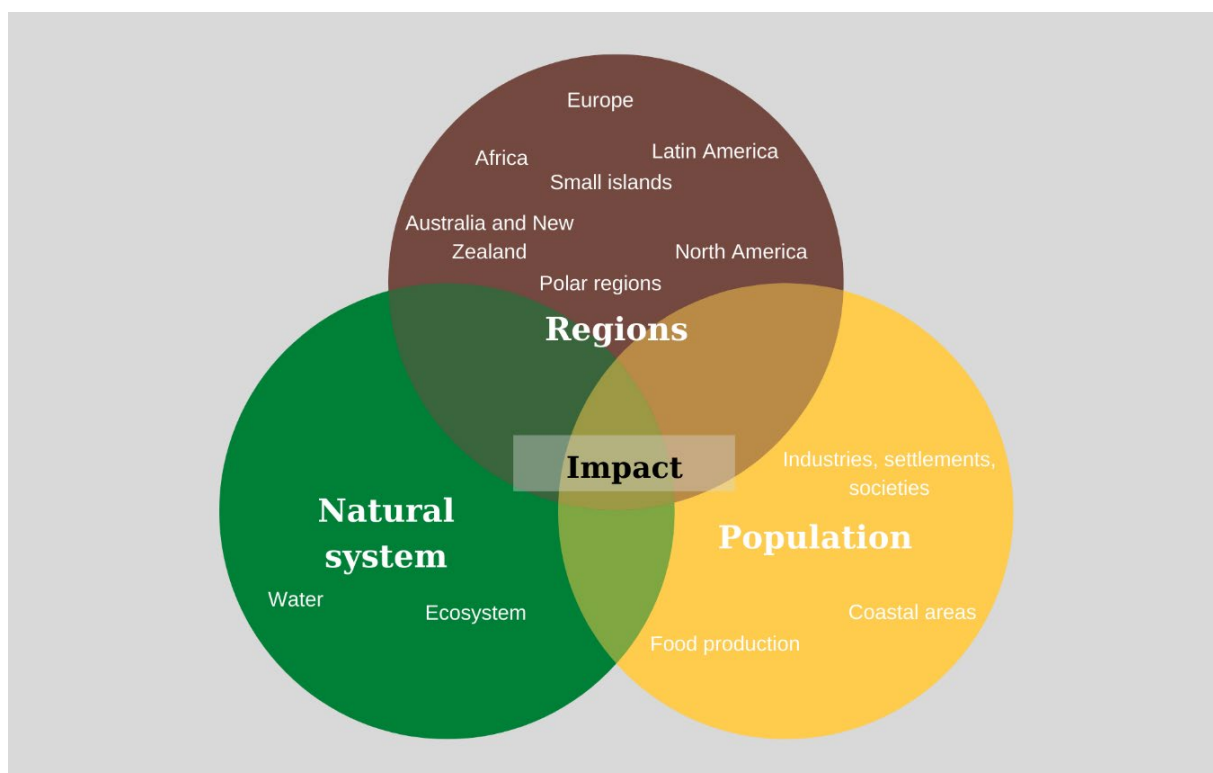 Europe
Africa
Latin America
Small islands
Australia and New
Zealand
North America
Polar regions
Regions
Impact
Natural
system
Water
Ecosystem
Industries, settlements,
societies
Population
Coastal areas
Food production